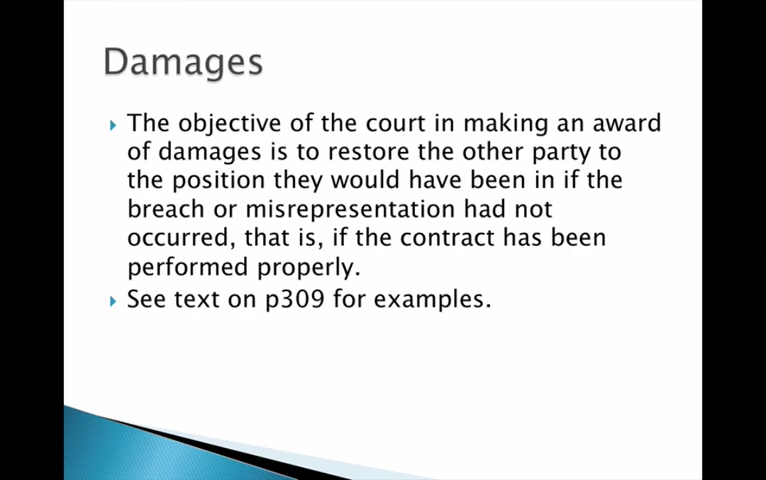 Damages
The objective of the court in making an award
of damages is to restore the other party to
the position they would have been in if the
breach or misrepresentation had not
occurred, that is, if the contract has been
performed properly.
See text on p309 for examples.